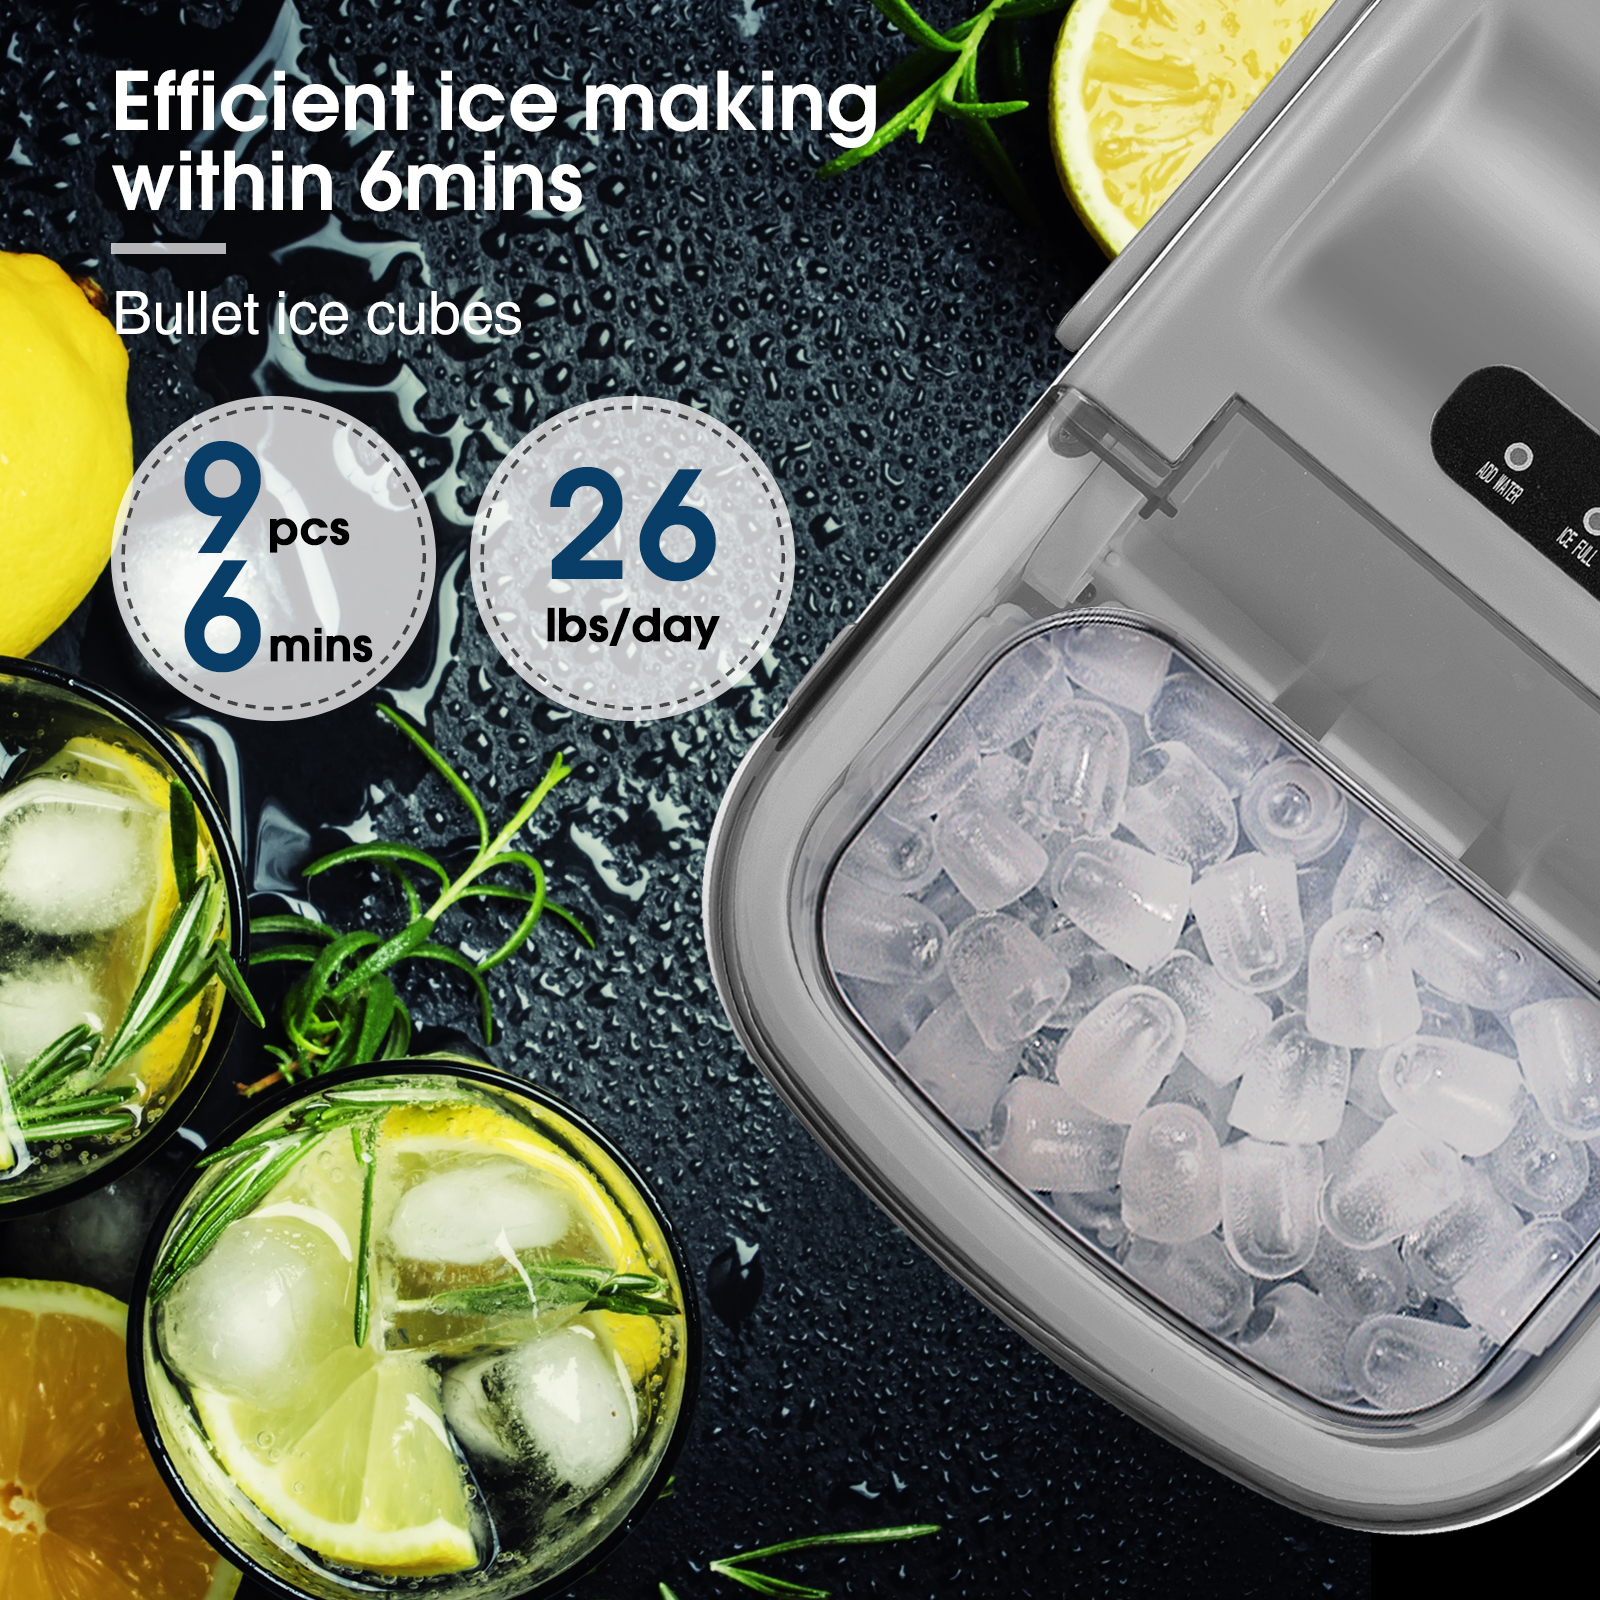 Efficient ice making
within 6mins
Bullet ice cubes
9 pcs
6 mins
26
lbs/day
ADD WATER
ICE FULL